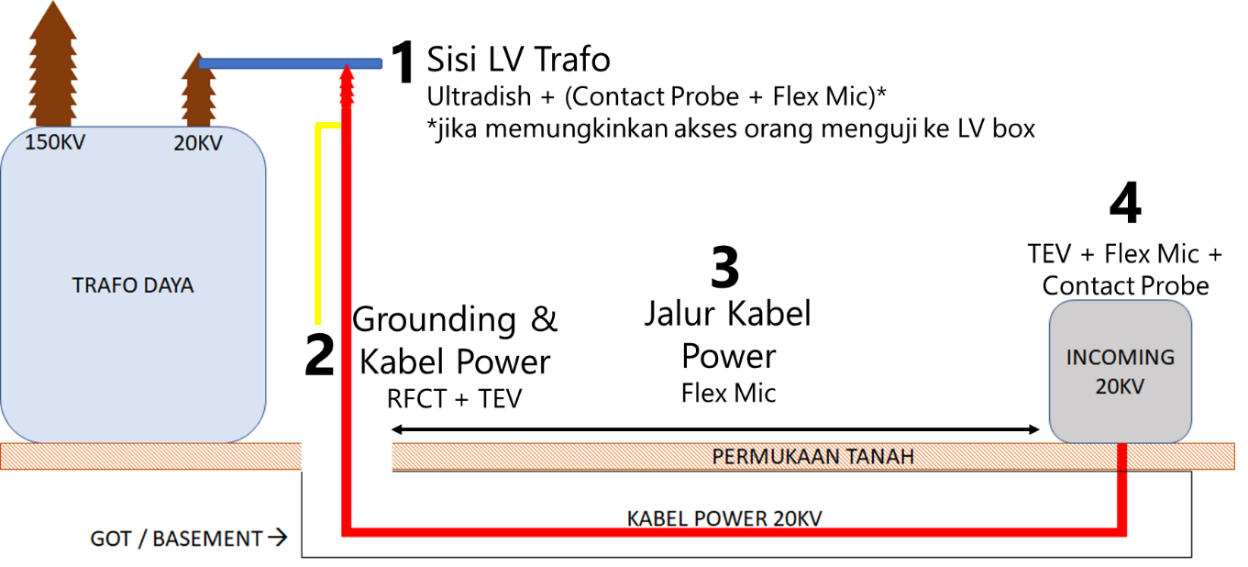 1 Sisi LV Trafo
Ultradish + (Contact Probe + Flex Mic)*
*jika memungkinkan akses orang menguji ke LV box
150KV
20KV
TRAFO DAYA
2 Grounding &
Kabel Power
RFCT + TEV
3
Jalur Kabel
Power
Flex Mic
4
TEV + Flex Mic +
Contact Probe
INCOMING
20KV
PERMUKAAN TANAH
KABEL POWER 20KV
GOT / BASEMENT →